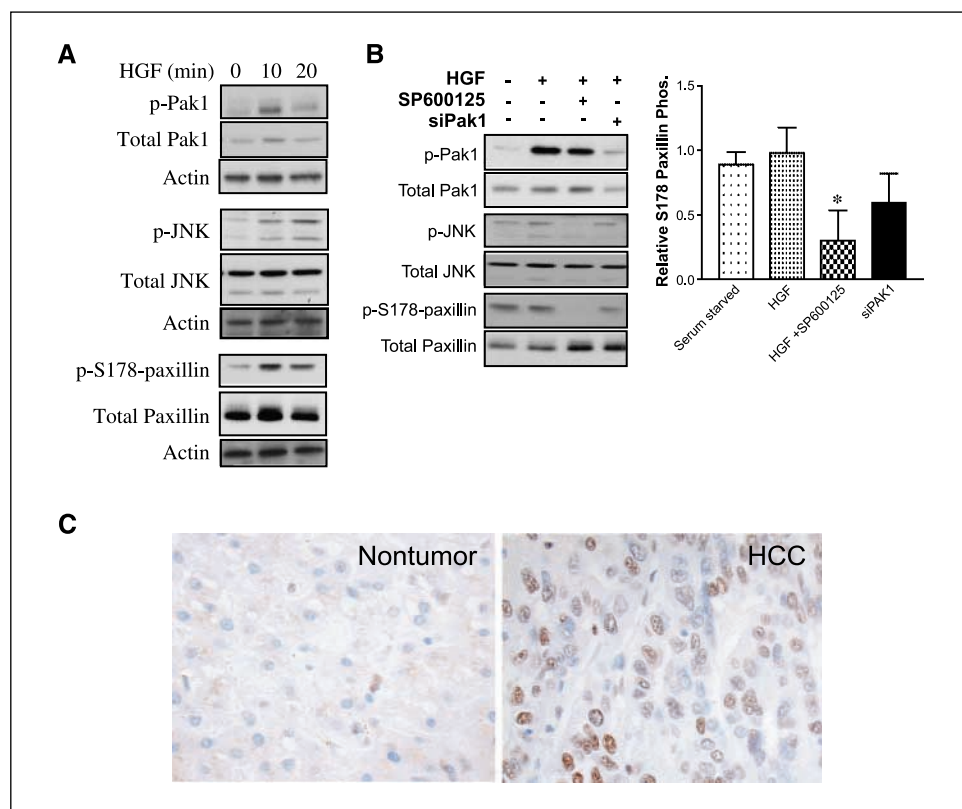 A
HGF (min) 0 10 20
p-Pak1
Total Pak1
Actin
p-JNK
Total JNK
Actin
p-S178-paxillin
Total Paxillin
Actin
B
HGF - + + +
SP600125 - - + -
siPak1 - - - +
p-Pak1
Total Pak1
p-JNK
Total JNK
p-S178-paxillin
Total Paxillin
Relative S178 Paxillin Phos.
1.5
1.0
0.5
0.0
*
Serum starved
HGF
HGF +SP600125
siPAK1
C
Nontumor
HCC